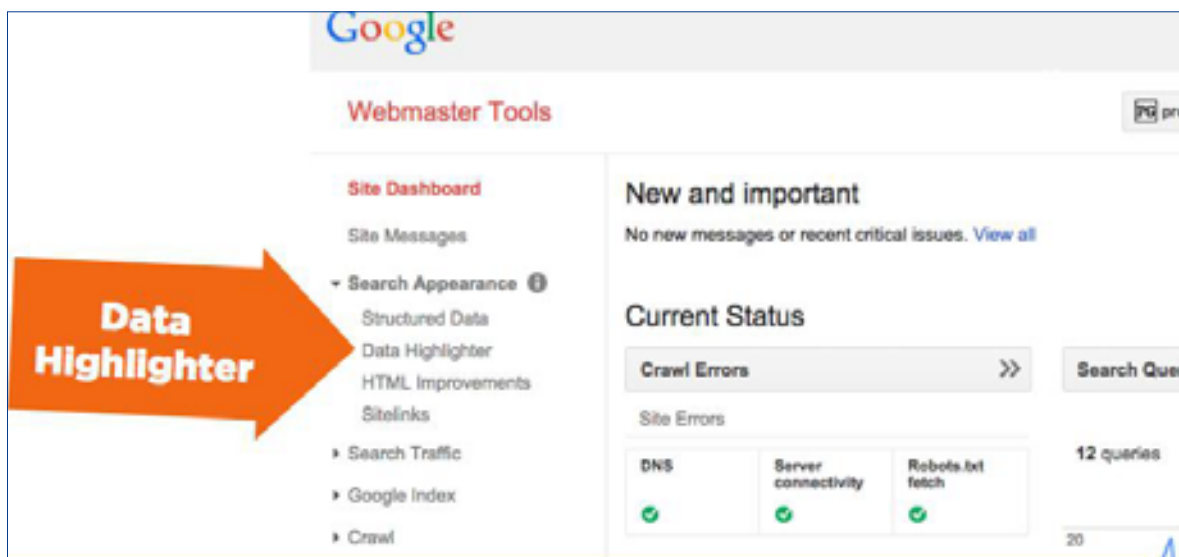 Google
Webmaster Tools
Site Dashboard
Site Messages
Search Appearance
Structured Data
Data Highlighter
HTML Improvements
Sitelinks
Search Traffic
Google Index
Crawl
Data
Highlighter
New and important
No new messages or recent critical issues. View all
Current Status
Crawl Errors
Site Errors
DNS
Server
connectivity
Robots.txt
fetch
Search Que
12 queries
20